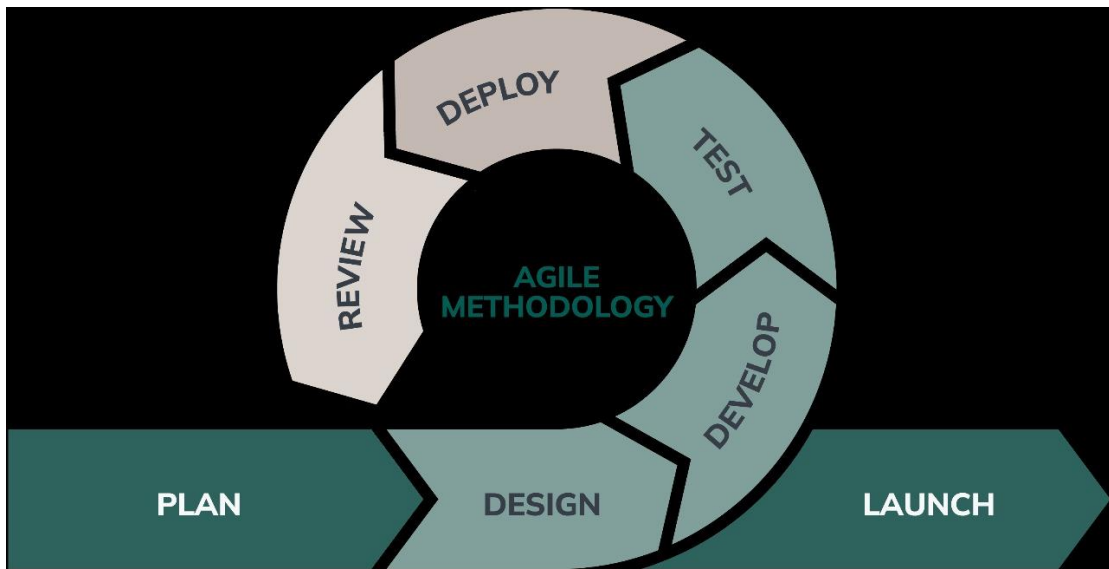 DEPLOY
TEST
REVIEW
AGILE
METHODOLOGY
DEVELOP
PLAN
DESIGN
LAUNCH